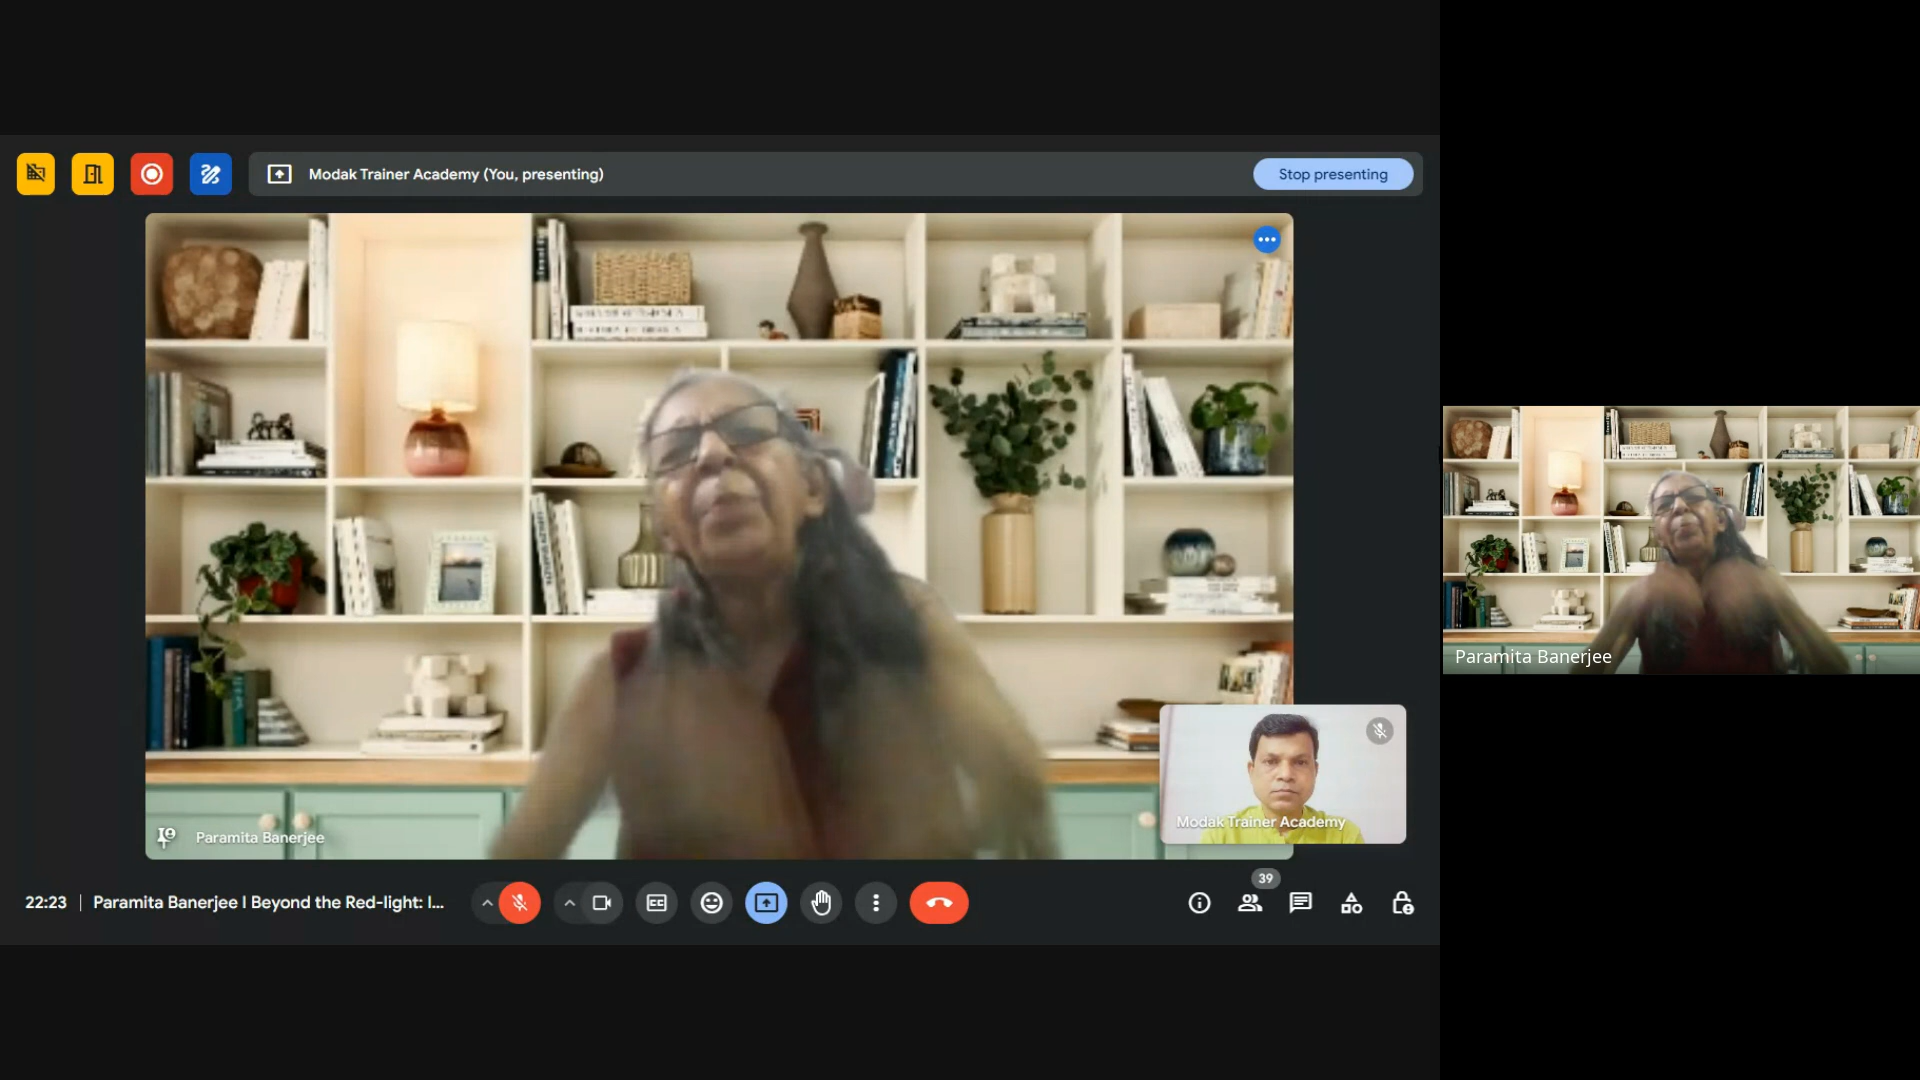 Modak Trainer Academy (You, presenting)
Stop presenting
Paramita Banerjee
Modak Trainer Academy
Paramita Banerjee
39
22:23 | Paramita Banerjee I Beyond the Red-light: I...